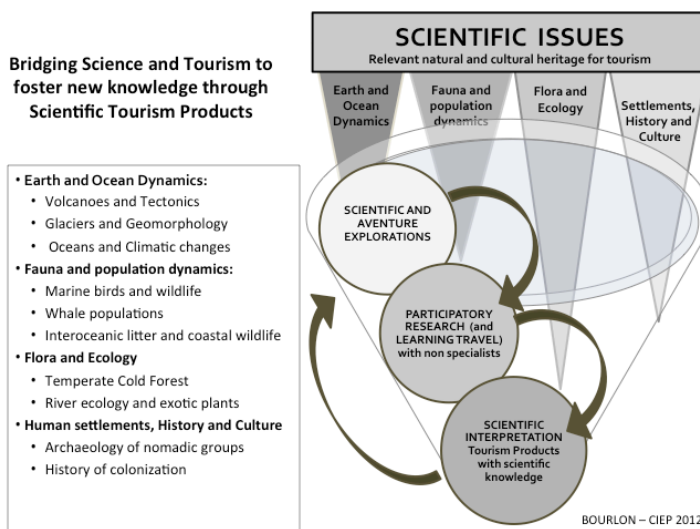 Bridging Science and Tourism to
foster new knowledge through
Scientific Tourism Products
• Earth and Ocean Dynamics:
• Volcanoes and Tectonics
• Glaciers and Geomorphology
• Oceans and Climatic changes
• Fauna and population dynamics:
• Marine birds and wildlife
• Whale populations
• Interoceanic litter and coastal wildlife
• Flora and Ecology
• Temperate Cold Forest
• River ecology and exotic plants
• Human settlements, History and Culture
• Archaeology of nomadic groups
• History of colonization
SCIENTIFIC ISSUES
Relevant natural and cultural heritage for tourism
Earth and
Ocean
Dynamics
Fauna and
population
dynamics
Flora and
Ecology
Settlements,
History and
Culture
SCIENTIFIC AND
AVENTURE
EXPLORATIONS
PARTICIPATORY
RESEARCH (and
LEARNING TRAVEL)
with non specialists
SCIENTIFIC
INTERPRETATION
Tourism Products
with scientific
knowledge
BOURLON – CIEP 2012